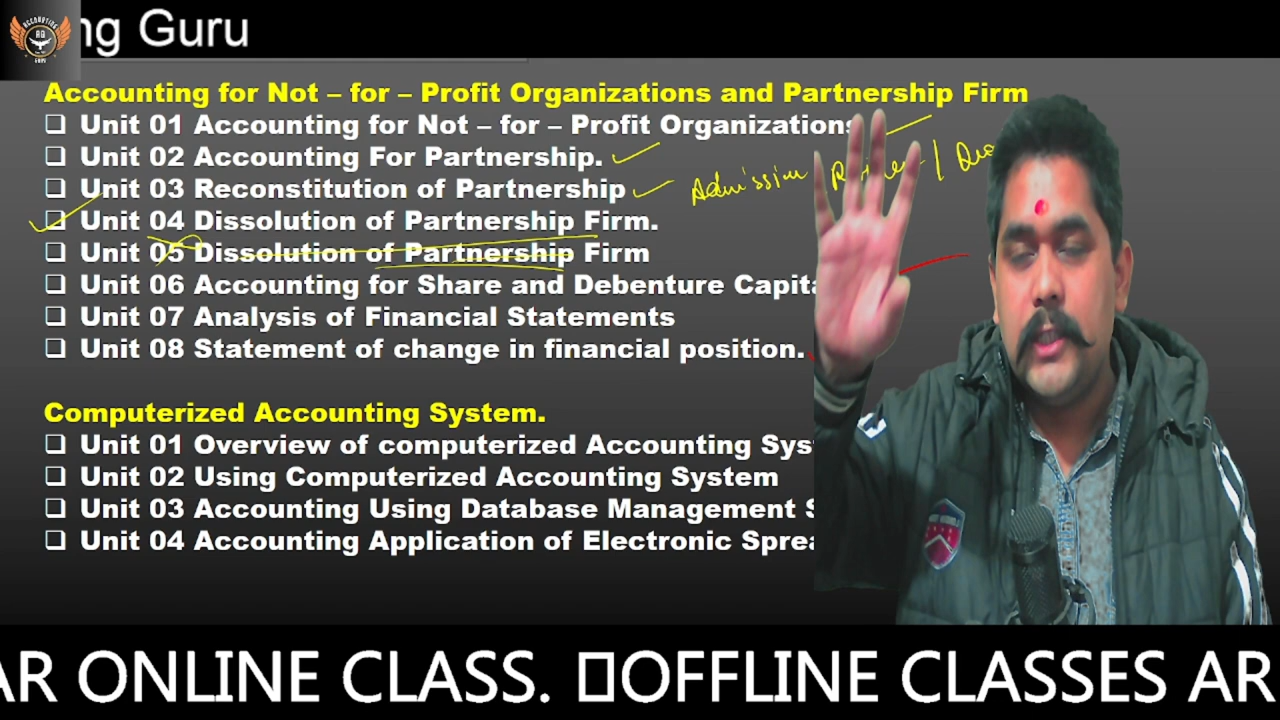 ng Guru
ACCOUNTING
AG
GURU
Accounting for Not – for – Profit Organizations and Partnership Firm
❑ Unit 01 Accounting for Not – for – Profit Organizations
❑ Unit 02 Accounting For Partnership.
❑ Unit 03 Reconstitution of Partnership
Admission
❑ Unit 04 Dissolution of Partnership Firm.
❑ Unit 05 Dissolution of Partnership Firm
❑ Unit 06 Accounting for Share and Debenture Capita
❑ Unit 07 Analysis of Financial Statements
❑ Unit 08 Statement of change in financial position.
Computerized Accounting System.
❑ Unit 01 Overview of computerized Accounting Sys
❑ Unit 02 Using Computerized Accounting System
❑ Unit 03 Accounting Using Database Management S
❑ Unit 04 Accounting Application of Electronic Sprea
AR ONLINE CLASS. OFFLINE CLASSES AR